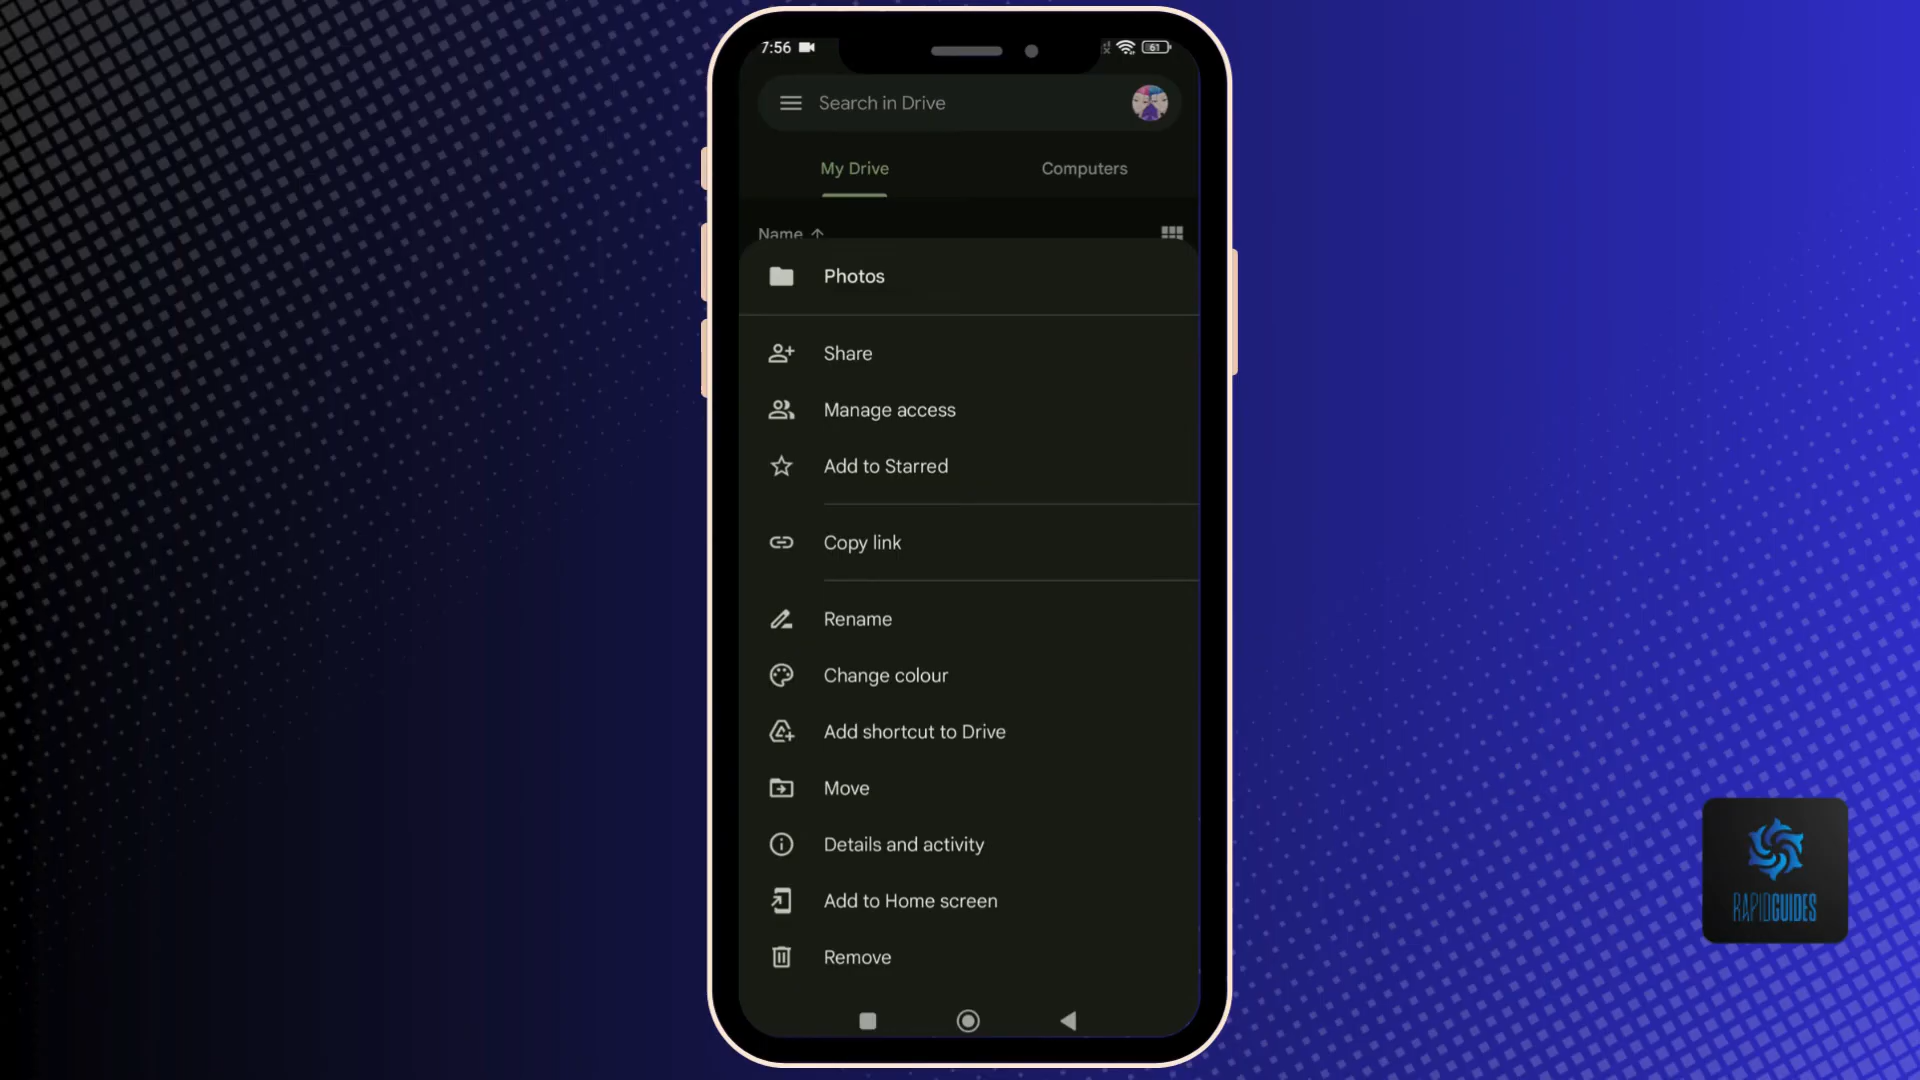 7:56
61
Search in Drive
My Drive
Computers
Name
Photos
Share
Manage access
Add to Starred
Copy link
Rename
Change colour
Add shortcut to Drive
Move
Details and activity
Add to Home screen
Remove
RAPIDGUIDES